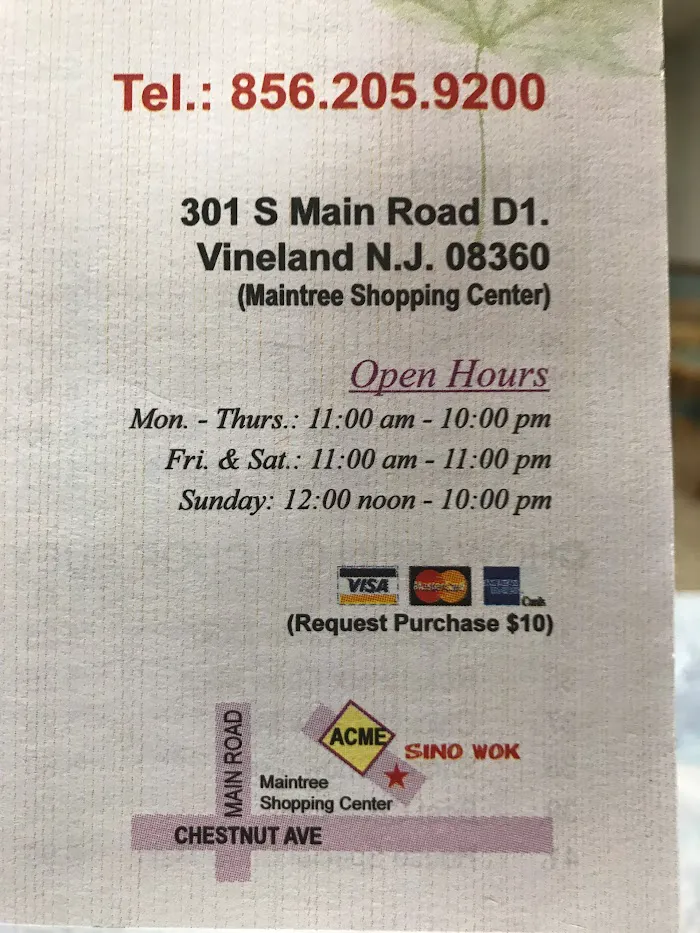 Tel.: 856.205.9200
301 S Main Road D1.
Vineland N.J. 08360
(Maintree Shopping Center)
Open Hours
Mon. - Thurs.: 11:00 am - 10:00 pm
Fri. & Sat.: 11:00 am - 11:00 pm
Sunday: 12:00 noon - 10:00 pm
VISA MasterCard
Cash
(Request Purchase $10)
MAIN ROAD
ACME
SINO WOK
Maintree
Shopping Center
CHESTNUT AVE